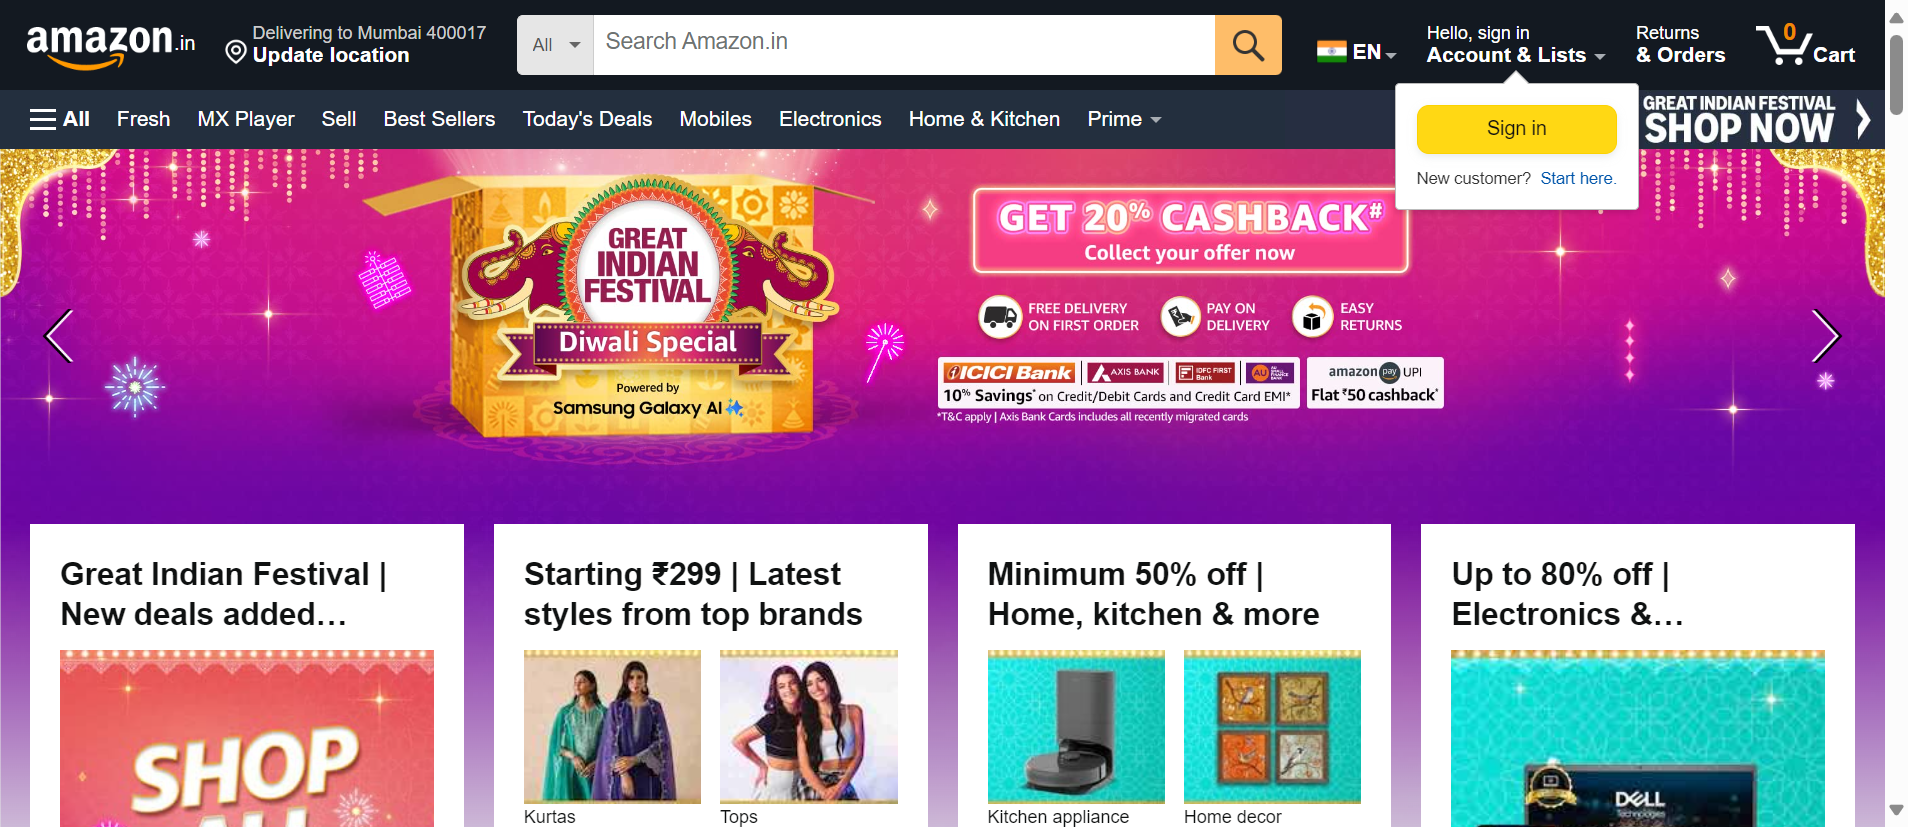 amazon.in
Delivering to Mumbai 400017
Update location
All
Search Amazon.in
EN
Hello, sign in
Account & Lists
Returns
& Orders
0
Cart
All
Fresh
MX Player
Sell
Best Sellers
Today's Deals
Mobiles
Electronics
Home & Kitchen
Prime
Sign in
New customer? Start here.
GREAT INDIAN FESTIVAL
SHOP NOW
GREAT
INDIAN
FESTIVAL
Diwali Special
Powered by
Samsung Galaxy AI
GET 20% CASHBACK#
Collect your offer now
FREE DELIVERY
ON FIRST ORDER
PAY ON
DELIVERY
EASY
RETURNS
ICICI Bank
AXIS BANK
IDFC FIRST
Bank
AU
10% Savings* on Credit/Debit Cards and Credit Card EMI*
amazon pay UPI
Flat ₹50 cashback*
*T&C apply | Axis Bank Cards includes all recently migrated cards
Great Indian Festival |
New deals added…
SHOP
ALL
Starting ₹299 | Latest
styles from top brands
Kurtas
Tops
Minimum 50% off |
Home, kitchen & more
Kitchen appliance
Home decor
Up to 80% off |
Electronics &…
DELL
Technologies